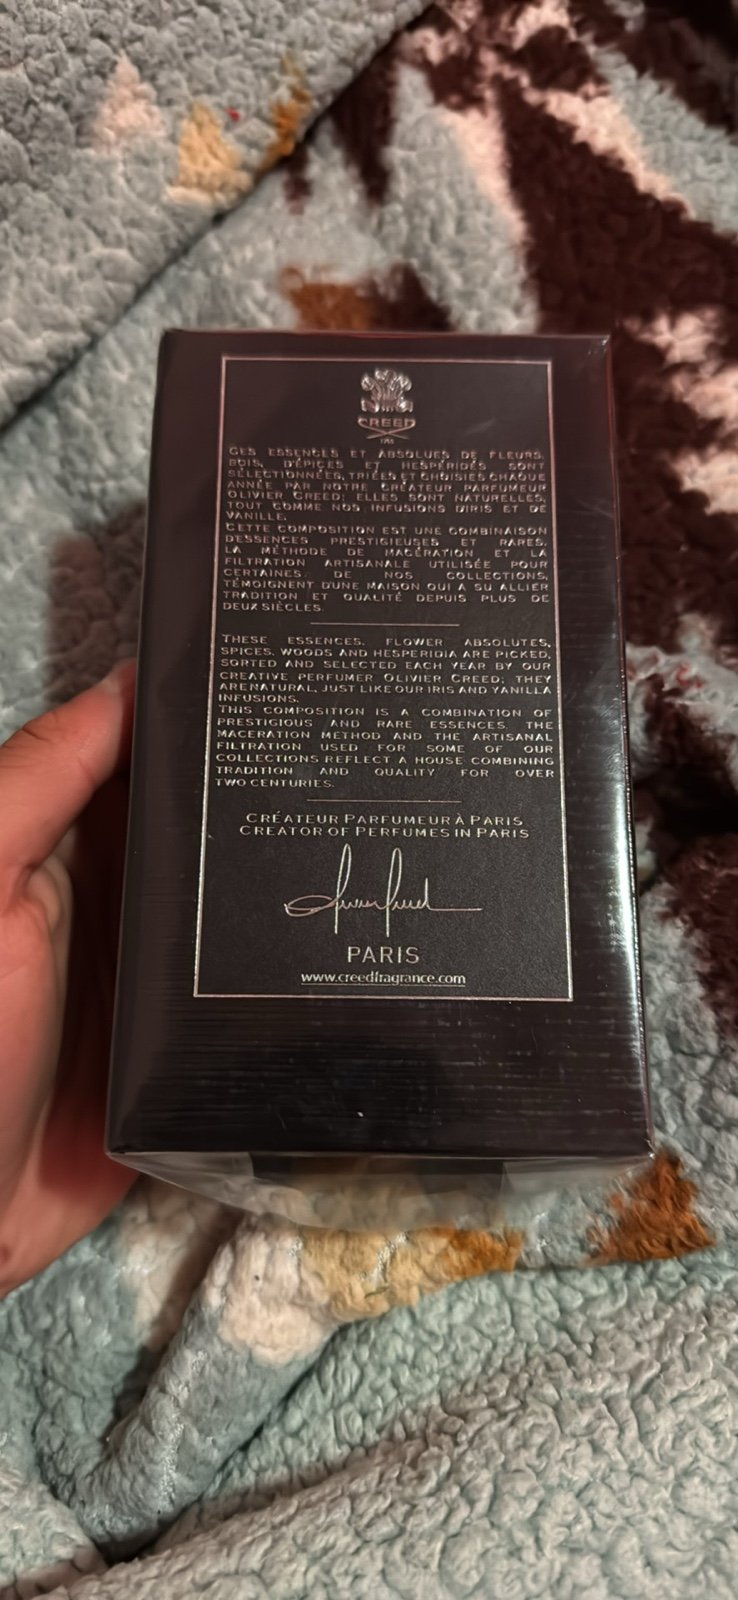 CREED
1760
CES ESSENCES ET ABSOLUES DE FLEURS,
BOIS, D'ÉPICES ET HESPÉRIDÉS SONT
SÉLECTIONNÉES, TRIÉES ET CHOISIES CHAQUE
ANNÉE PAR NOTRE CRÉATEUR PARFUMEUR
OLIVIER CREED; ELLES SONT NATURELLES,
TOUT COMME NOS INFUSIONS D'IRIS ET DE
VANILLE.
CETTE COMPOSITION EST UNE COMBINAISON
D'ESSENCES PRESTIGIEUSES ET RARES.
LA MÉTHODE DE MACÉRATION ET LA
FILTRATION ARTISANALE UTILISÉE POUR
CERTAINES DE NOS COLLECTIONS,
TÉMOIGNENT D'UNE MAISON QUI A SU ALLIER
TRADITION ET QUALITÉ DEPUIS PLUS DE
DEUX SIÈCLES.
THESE ESSENCES, FLOWER ABSOLUTES,
SPICES, WOODS AND HESPERIDIA ARE PICKED,
SORTED AND SELECTED EACH YEAR BY OUR
CREATIVE PERFUMER OLIVIER CREED; THEY
ARENATURAL, JUST LIKE OUR IRIS AND VANILLA
INFUSIONS.
THIS COMPOSITION IS A COMBINATION OF
PRESTIGIOUS AND RARE ESSENCES. THE
MACERATION METHOD AND THE ARTISANAL
FILTRATION USED FOR SOME OF OUR
COLLECTIONS REFLECT A HOUSE COMBINING
TRADITION AND QUALITY FOR OVER
TWO CENTURIES.
CRÉATEUR PARFUMEUR À PARIS
CREATOR OF PERFUMES IN PARIS
PARIS
www.creedfragrance.com